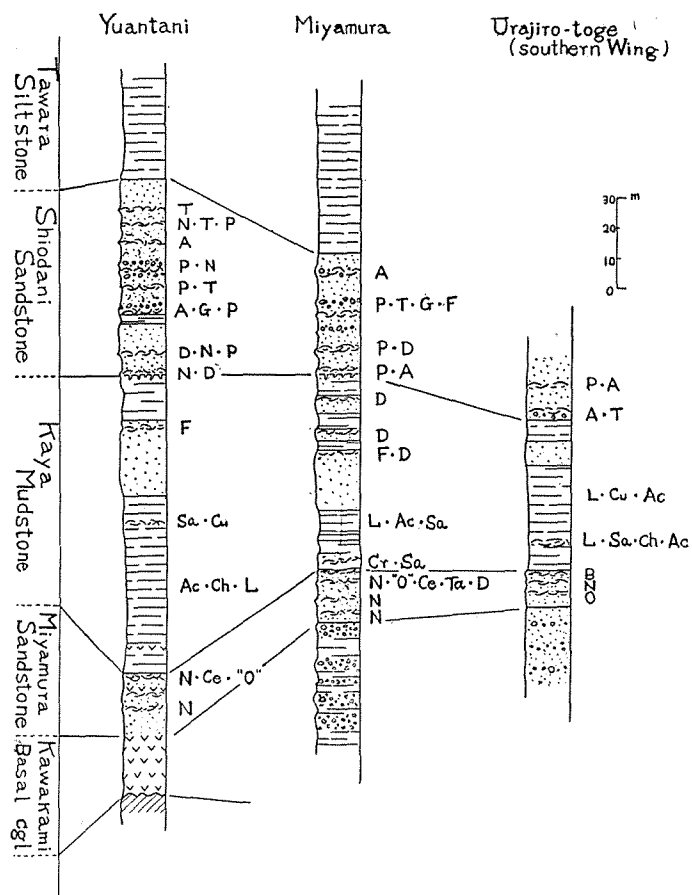 Yuantani
Miyamura
Urajiro-toge
(southern Wing)
Tawara
Siltstone
Shiodani
Sandstone
Kaya
Mudstone
Miyamura
Sandstone
Kawakami
Basal cgl
T
N·T·P
A
P·N
P·T
A·G·P
D·N·P
N·D
F
Sa·Cu
Ac·Ch·L
N·Ce·"O"
N
A
P·T·G·F
P·D
P·A
D
D
F·D
L·Ac·Sa
Cr·Sa
N·"O"·Ce·Ta·D
N
N
30 m
20
10
0
P·A
A·T
L·Cu·Ac
L·Sa·Ch·Ac
B
N
O